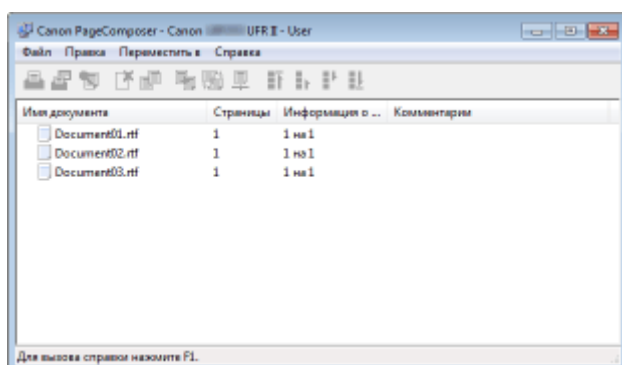 Canon PageComposer - Canon UFR II - User
Файл Правка Переместить в Справка
Имя документа Страницы Информация о ... Комментарии
Document01.rtf 1 1 на 1
Document02.rtf 1 1 на 1
Document03.rtf 1 1 на 1
Для вызова справки нажмите F1.